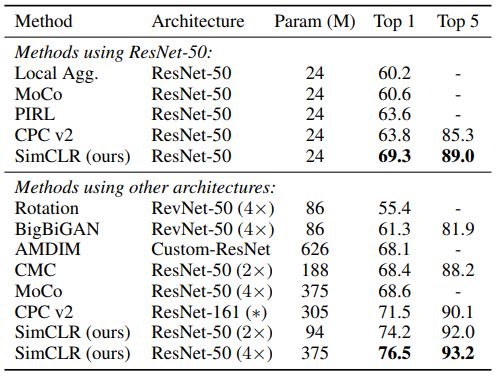 Method Architecture Param (M) Top 1 Top 5
Methods using ResNet-50:
Local Agg. ResNet-50 24 60.2 -
MoCo ResNet-50 24 60.6 -
PIRL ResNet-50 24 63.6 -
CPC v2 ResNet-50 24 63.8 85.3
SimCLR (ours) ResNet-50 24 69.3 89.0
Methods using other architectures:
Rotation RevNet-50 (4×) 86 55.4 -
BigBiGAN RevNet-50 (4×) 86 61.3 81.9
AMDIM Custom-ResNet 626 68.1 -
CMC ResNet-50 (2×) 188 68.4 88.2
MoCo ResNet-50 (4×) 375 68.6 -
CPC v2 ResNet-161 (∗) 305 71.5 90.1
SimCLR (ours) ResNet-50 (2×) 94 74.2 92.0
SimCLR (ours) ResNet-50 (4×) 375 76.5 93.2